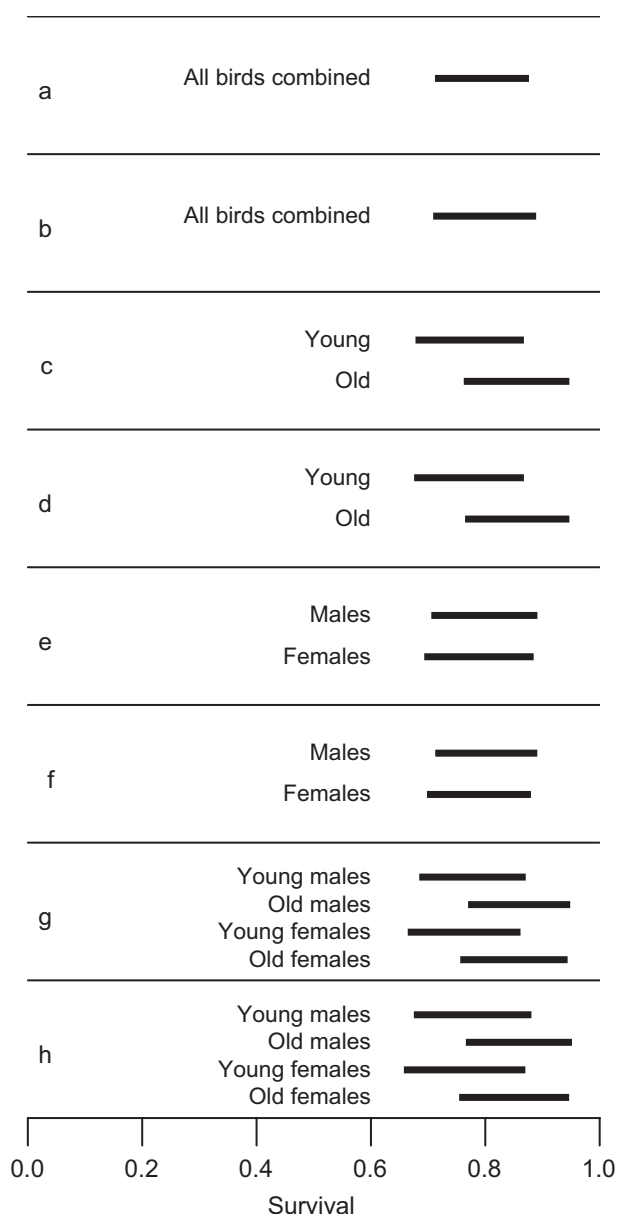 a All birds combined
b All birds combined
c
Young
Old
d
Young
Old
e
Males
Females
f
Males
Females
g
Young males
Old males
Young females
Old females
h
Young males
Old males
Young females
Old females
0.0 0.2 0.4 0.6 0.8 1.0
Survival